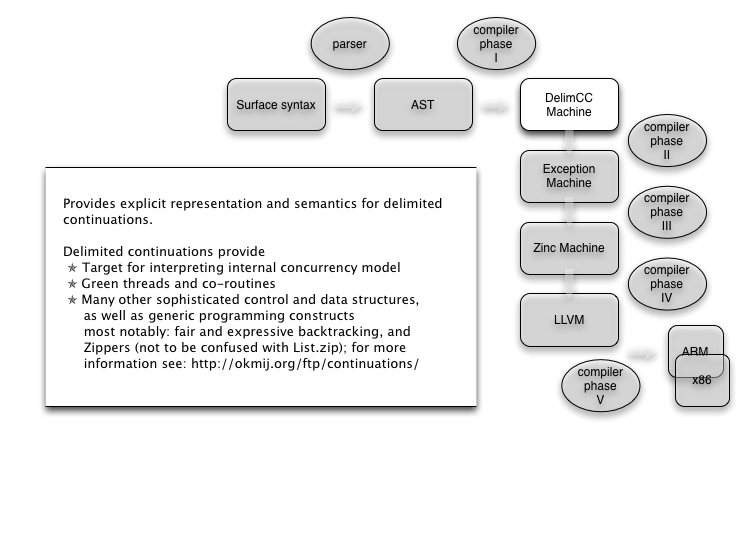 parser
compiler
phase
I
Surface syntax
AST
DelimCC
Machine
compiler
phase
II
Exception
Machine
compiler
phase
III
Zinc Machine
compiler
phase
IV
LLVM
ARM
x86
compiler
phase
V
Provides explicit representation and semantics for delimited
continuations.
Delimited continuations provide
✯ Target for interpreting internal concurrency model
✯ Green threads and co-routines
✯ Many other sophisticated control and data structures,
as well as generic programming constructs
most notably: fair and expressive backtracking, and
Zippers (not to be confused with List.zip); for more
information see: http://okmij.org/ftp/continuations/